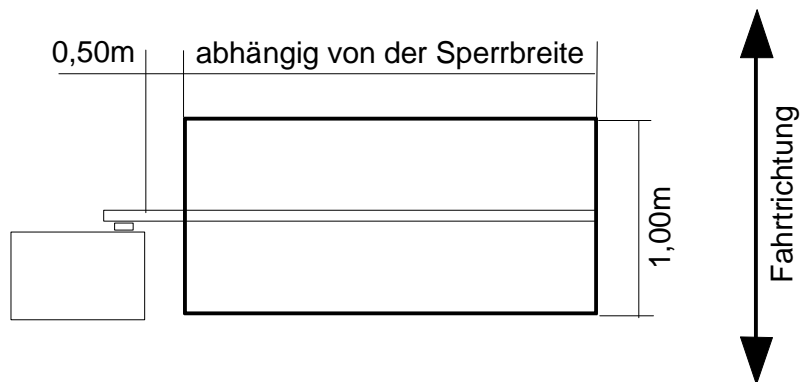 0,50m
abhängig von der Sperrbreite
1,00m
Fahrtrichtung